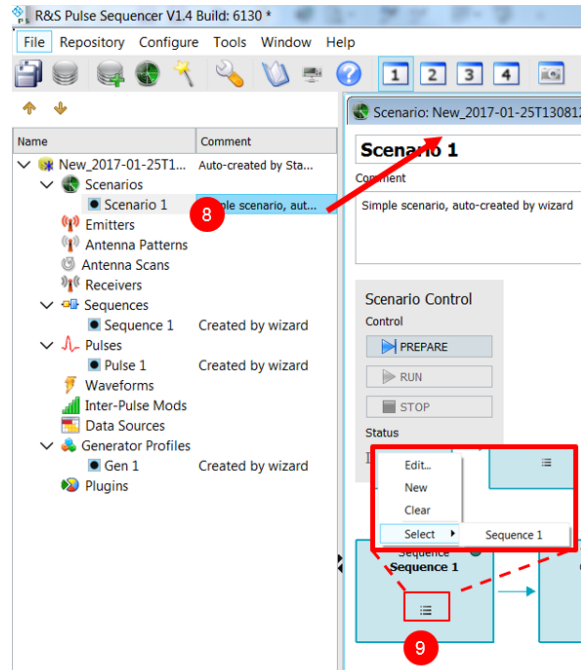 R&S Pulse Sequencer V1.4 Build: 6130 *
File Repository Configure Tools Window Help
1 2 3 4
Scenario: New_2017-01-25T130812
Name Comment
New_2017-01-25T1... Auto-created by Sta...
Scenarios
Scenario 1 ple scenario, aut...
8
Emitters
Antenna Patterns
Antenna Scans
Receivers
Sequences
Sequence 1 Created by wizard
Pulses
Pulse 1 Created by wizard
Waveforms
Inter-Pulse Mods
Data Sources
Generator Profiles
Gen 1 Created by wizard
Plugins
Scenario 1
Comment
Simple scenario, auto-created by wizard
Scenario Control
Control
PREPARE
RUN
STOP
Status
Edit...
New
Clear
Select Sequence 1
Sequence
Sequence 1
9